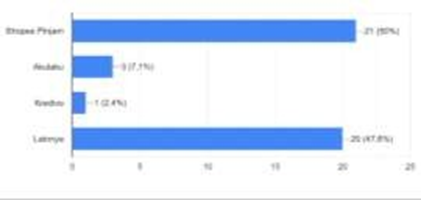 Shopee Pinjam
21 (50%)
Akulaku
3 (7,1%)
Kredivo
1 (2,4%)
Lainnya
20 (47,6%)
0 5 10 15 20 25